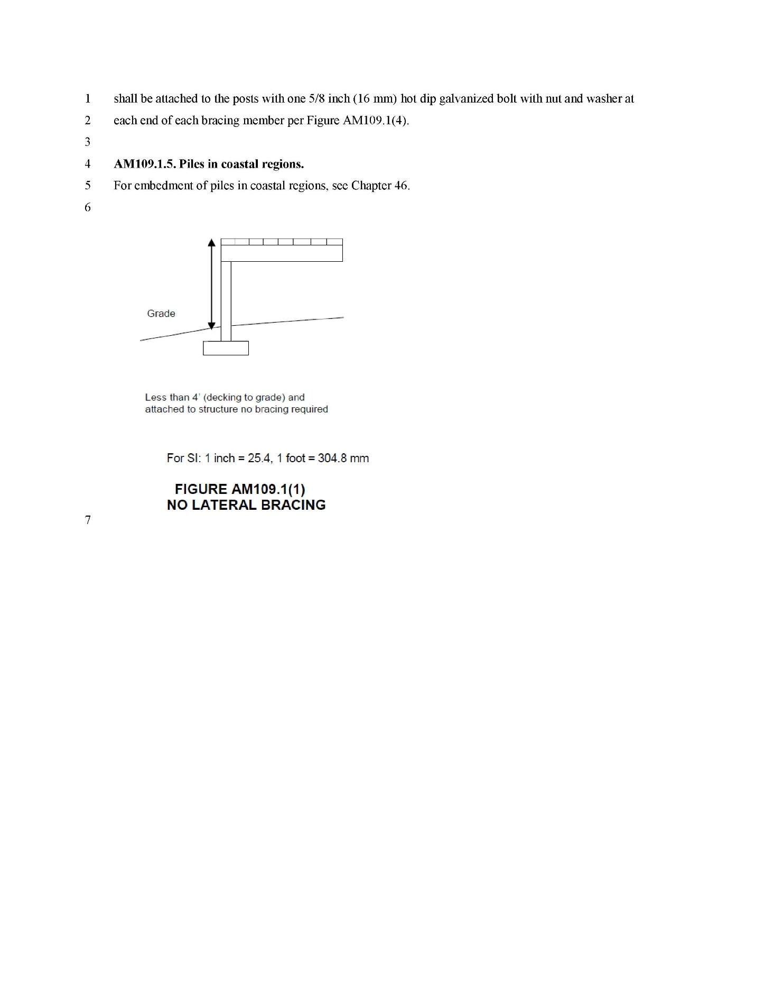 1 shall be attached to the posts with one 5/8 inch (16 mm) hot dip galvanized bolt with nut and washer at
2 each end of each bracing member per Figure AM109.1(4).
3
4 AM109.1.5. Piles in coastal regions.
5 For embedment of piles in coastal regions, see Chapter 46.
6
Grade
Less than 4' (decking to grade) and
attached to structure no bracing required
For SI: 1 inch = 25.4, 1 foot = 304.8 mm
FIGURE AM109.1(1)
NO LATERAL BRACING
7